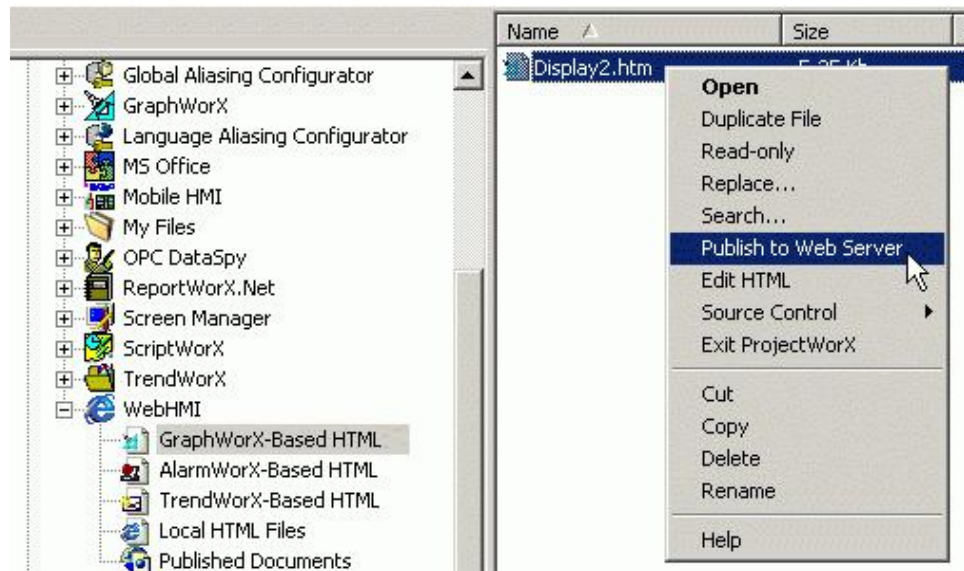 Name
Size
Global Aliasing Configurator
GraphWorX
Language Aliasing Configurator
MS Office
Mobile HMI
My Files
OPC DataSpy
ReportWorX.Net
Screen Manager
ScriptWorX
TrendWorX
WebHMI
GraphWorX-Based HTML
AlarmWorX-Based HTML
TrendWorX-Based HTML
Local HTML Files
Published Documents
Display2.htm
Open
Duplicate File
Read-only
Replace...
Search...
Publish to Web Server
Edit HTML
Source Control
Exit ProjectWorX
Cut
Copy
Delete
Rename
Help